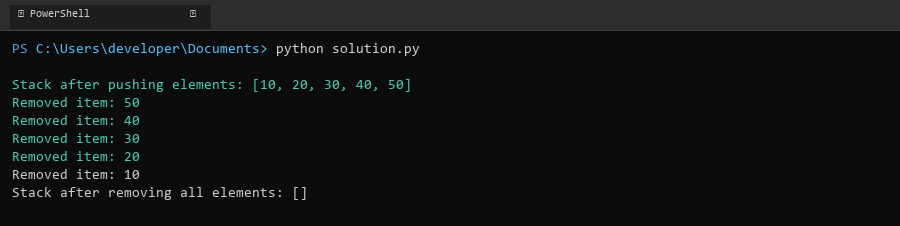 PowerShell
PS C:\Users\developer\Documents> python solution.py
Stack after pushing elements: [10, 20, 30, 40, 50]
Removed item: 50
Removed item: 40
Removed item: 30
Removed item: 20
Removed item: 10
Stack after removing all elements: []